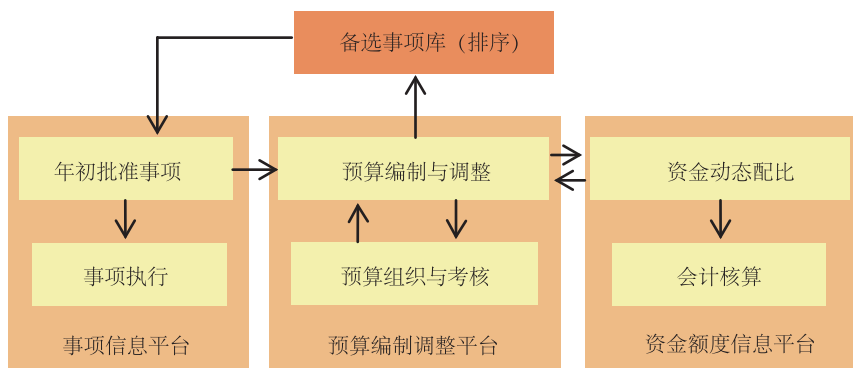 备选事项库（排序）
年初批准事项
预算编制与调整
资金动态配比
事项执行
预算组织与考核
会计核算
事项信息平台
预算编制调整平台
资金额度信息平台